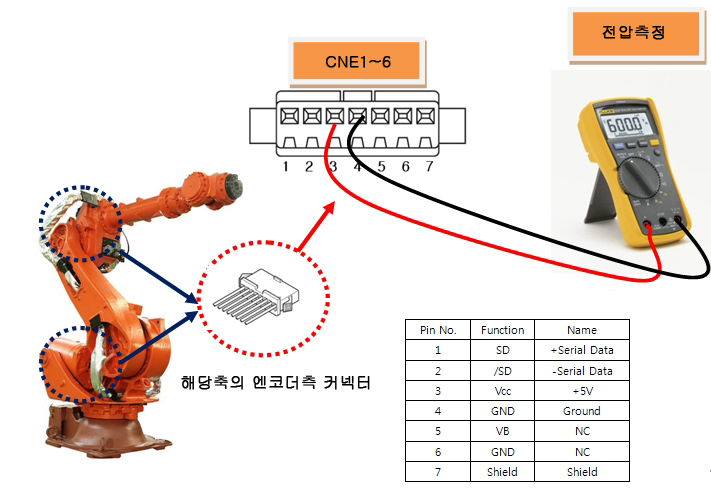 전압측정
CNE1~6
1 2 3 4 5 6 7
600.0
해당축의 엔코더측 커넥터
Pin No. Function Name
1 SD +Serial Data
2 /SD -Serial Data
3 Vcc +5V
4 GND Ground
5 VB NC
6 GND NC
7 Shield Shield